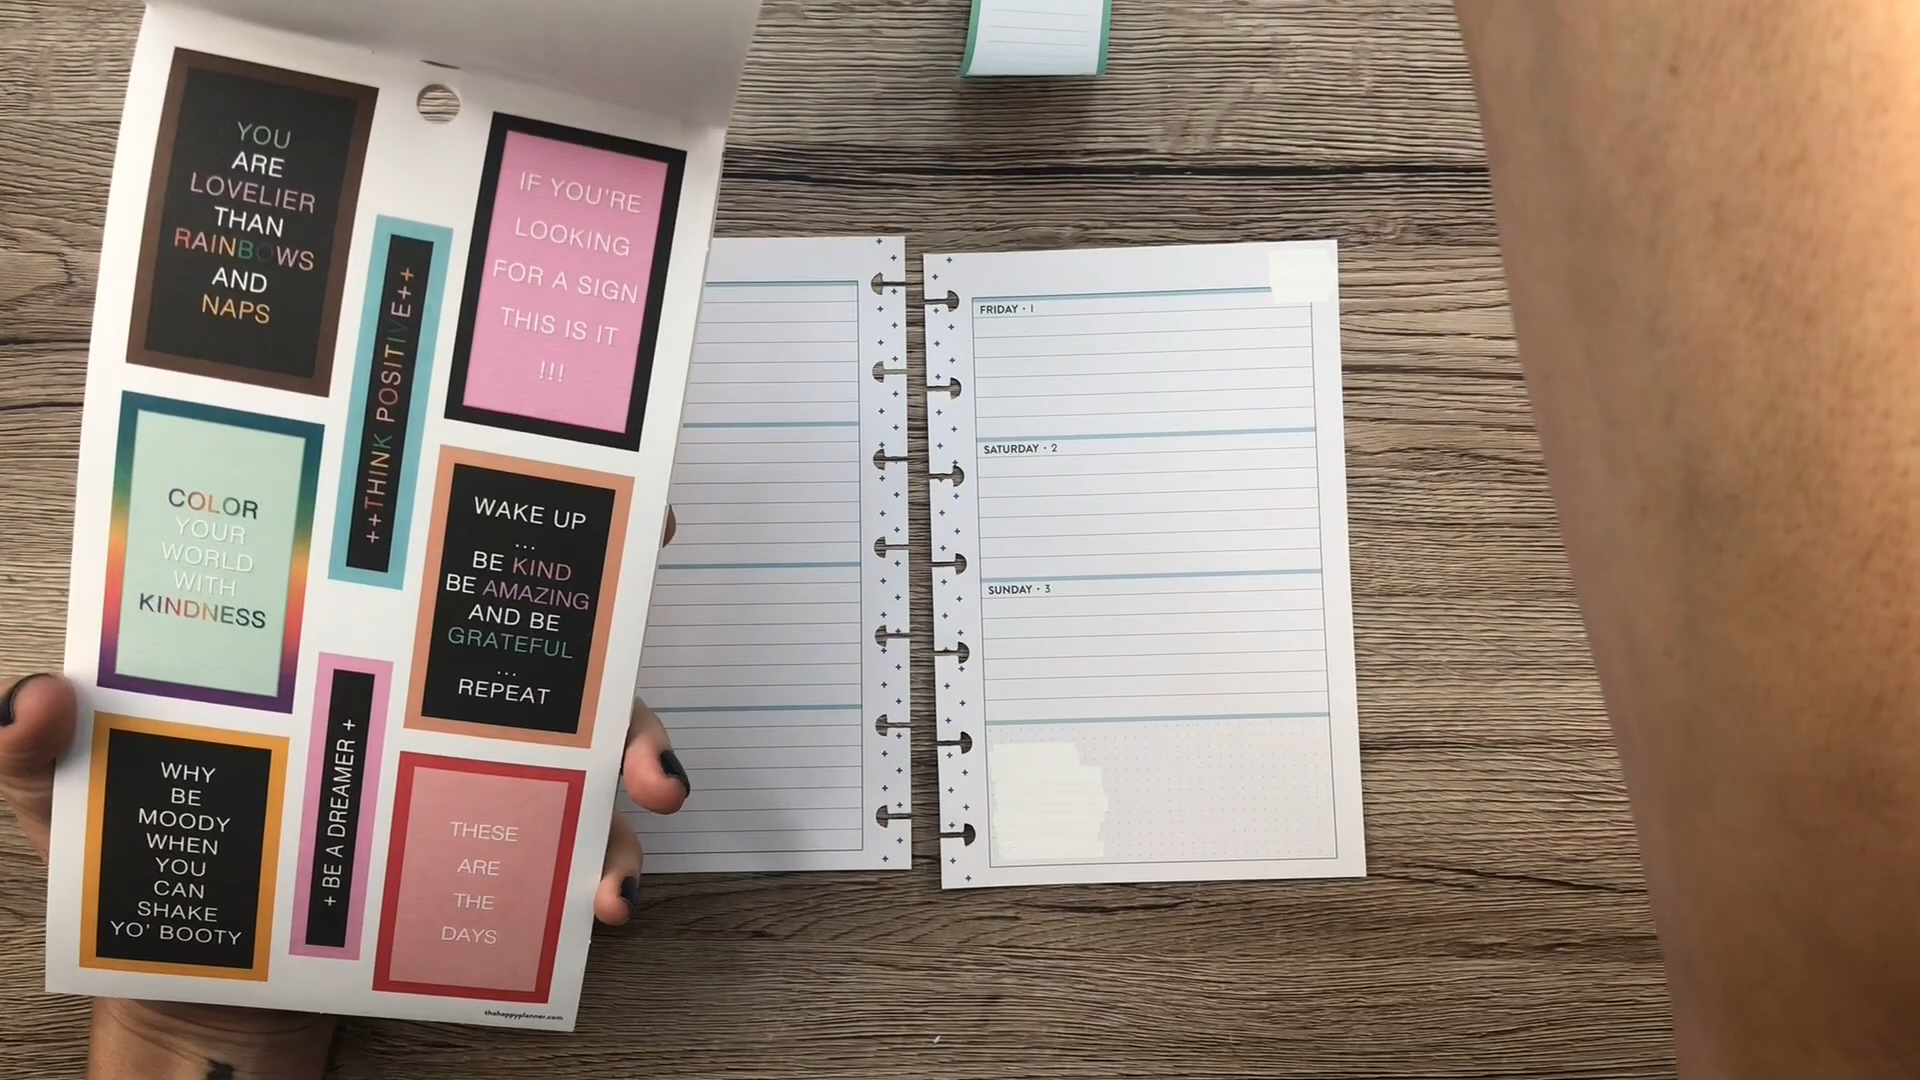 YOU
ARE
LOVELIER
THAN
RAINBOWS
AND
NAPS
IF YOU'RE
LOOKING
FOR A SIGN
THIS IS IT
!!!
++THINK POSITIVE++
COLOR
YOUR
WORLD
WITH
KINDNESS
WAKE UP
...
BE KIND
BE AMAZING
AND BE
GRATEFUL
...
REPEAT
WHY
BE
MOODY
WHEN
YOU
CAN
SHAKE
YO' BOOTY
+ BE A DREAMER +
THESE
ARE
THE
DAYS
thehappyplanner.com
FRIDAY · 1
SATURDAY · 2
SUNDAY · 3